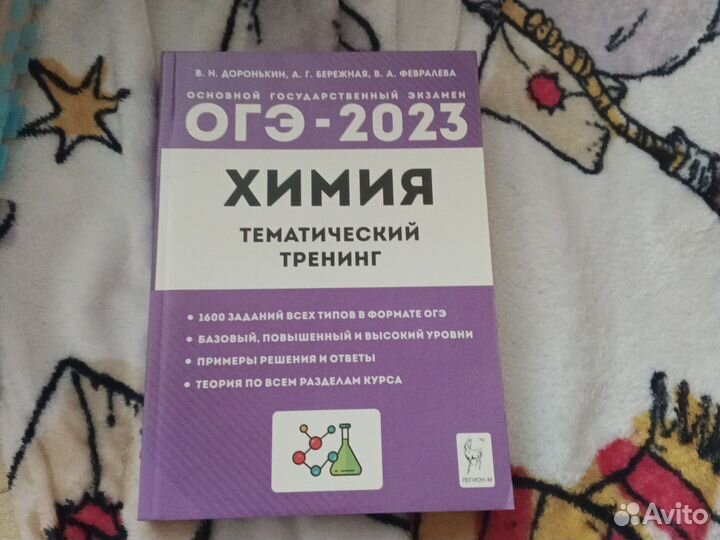 В. Н. ДОРОНЬКИН, А. Г. БЕРЕЖНАЯ, В. А. ФЕВРАЛЕВА
ОСНОВНОЙ ГОСУДАРСТВЕННЫЙ ЭКЗАМЕН
ОГЭ - 2023
ХИМИЯ
ТЕМАТИЧЕСКИЙ
ТРЕНИНГ
• 1600 ЗАДАНИЙ ВСЕХ ТИПОВ В ФОРМАТЕ ОГЭ
• БАЗОВЫЙ, ПОВЫШЕННЫЙ И ВЫСОКИЙ УРОВНИ
• ПРИМЕРЫ РЕШЕНИЯ И ОТВЕТЫ
• ТЕОРИЯ ПО ВСЕМ РАЗДЕЛАМ КУРСА
TM
ЛЕГИОН-М
Avito